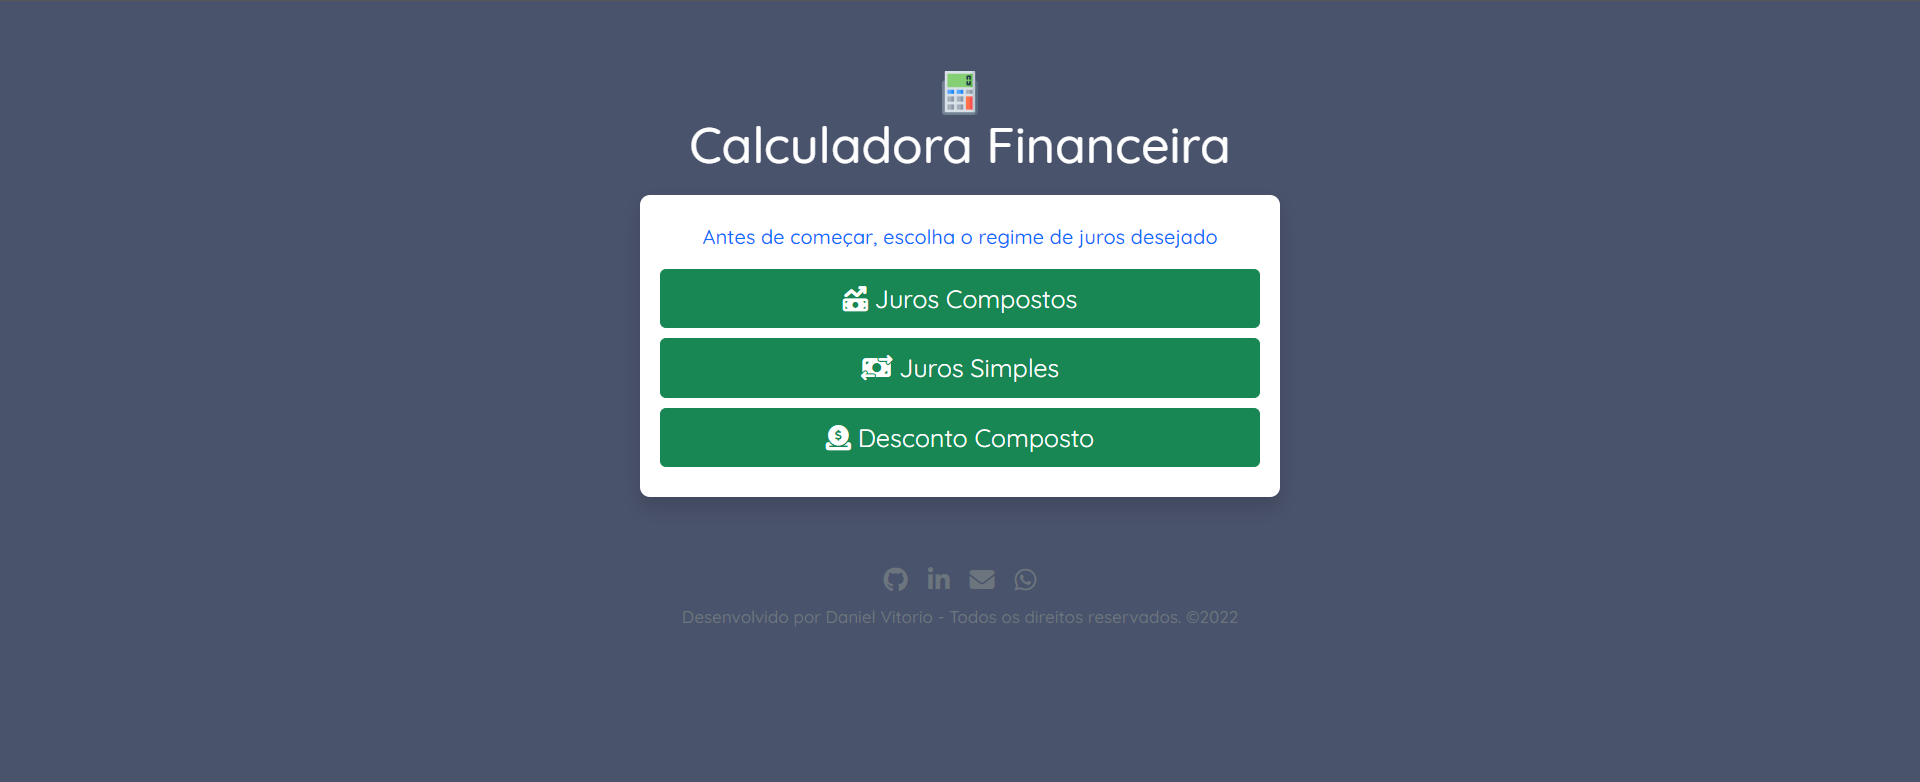 Calculadora Financeira
Antes de começar, escolha o regime de juros desejado
Juros Compostos
Juros Simples
Desconto Composto
Desenvolvido por Daniel Vitorio - Todos os direitos reservados. ©2022